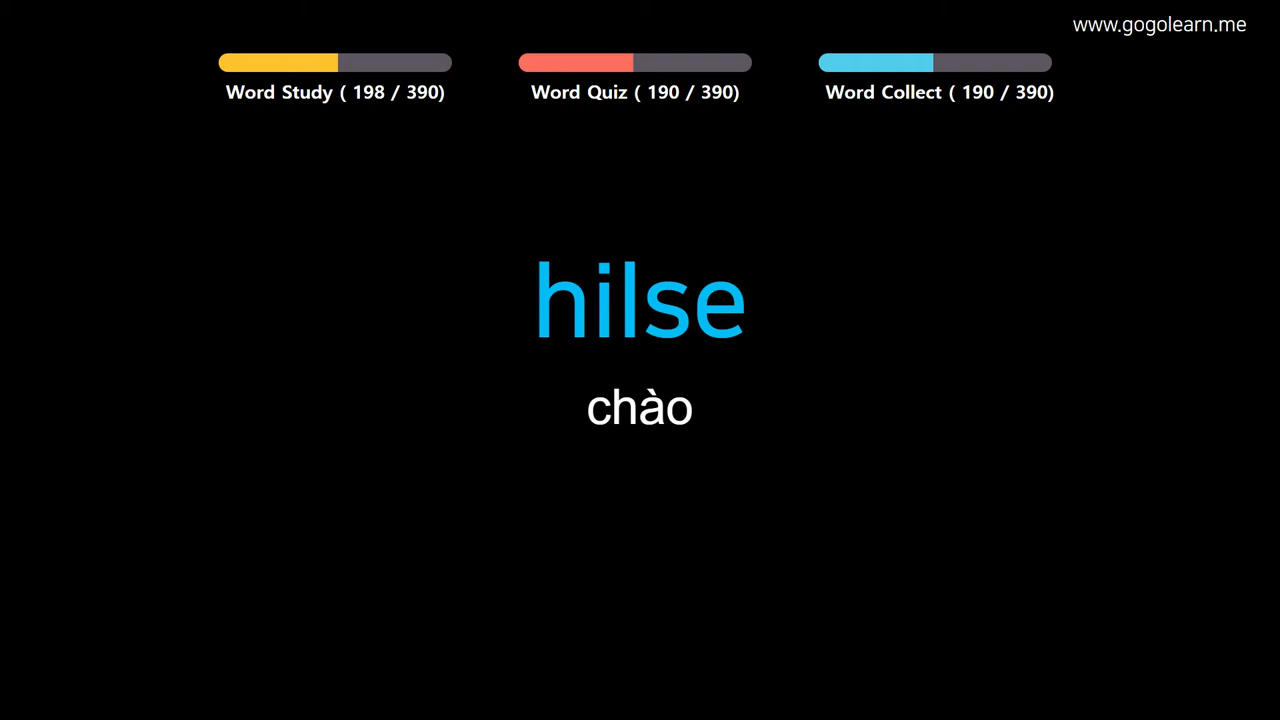 www.gogolearn.me
Word Study ( 198 / 390)
Word Quiz ( 190 / 390)
Word Collect ( 190 / 390)
hilse
chào